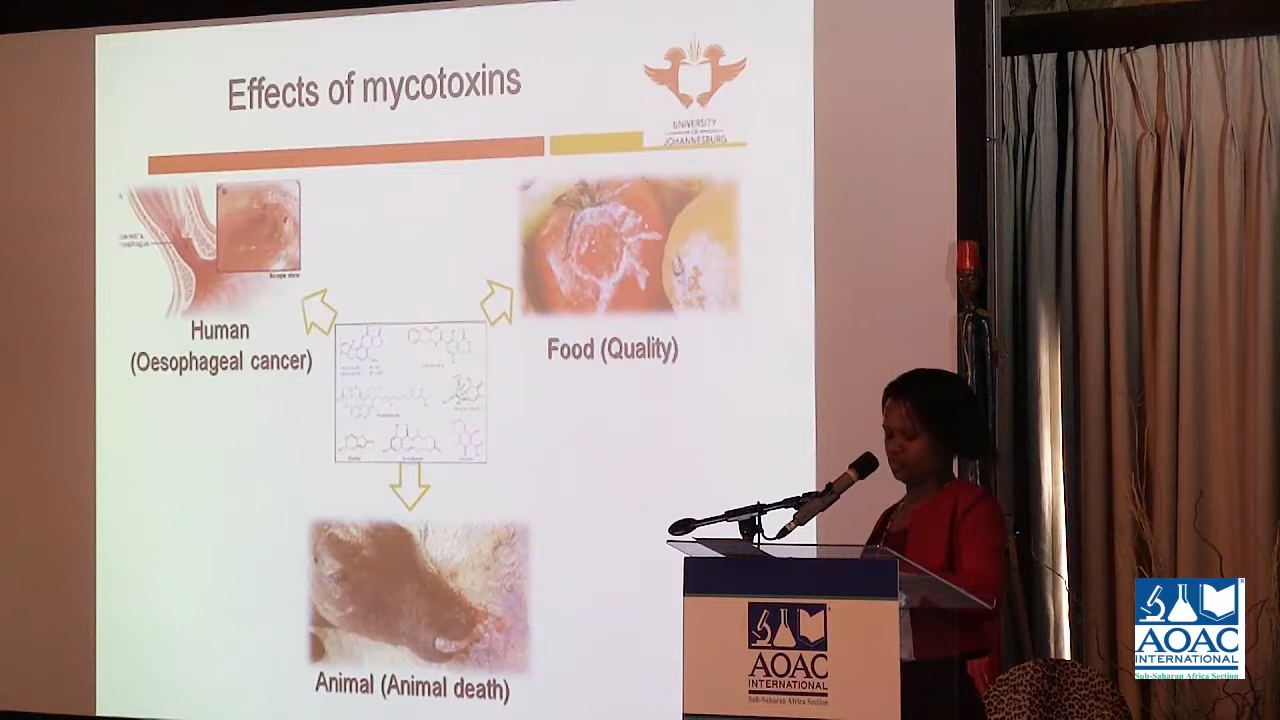 Effects of mycotoxins
UNIVERSITY
OF
JOHANNESBURG
Human
(Oesophageal cancer)
Food (Quality)
Animal (Animal death)
AOAC
INTERNATIONAL
Sub-Saharan Africa Section
AOAC
INTERNATIONAL
Sub-Saharan Africa Section